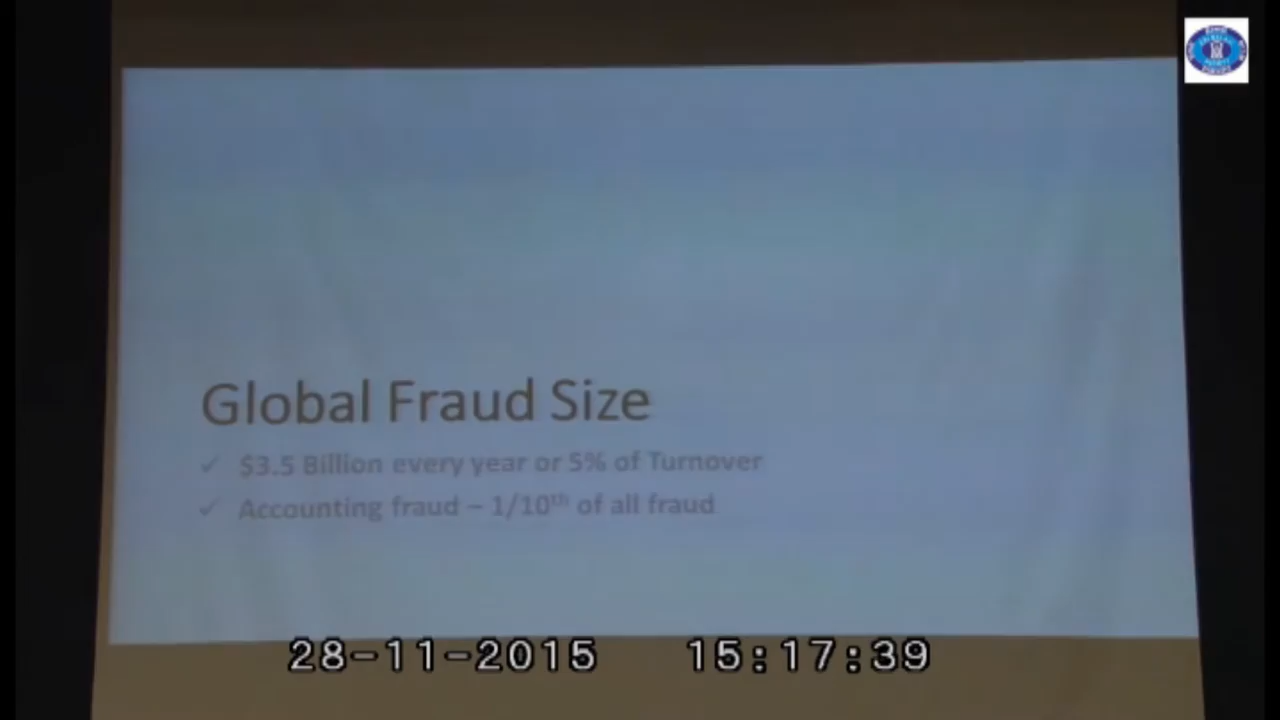 Global Fraud Size
✓ $3.5 Billion every year or 5% of Turnover
✓ Accounting fraud – 1/10th of all fraud
28-11-2015 15:17:39